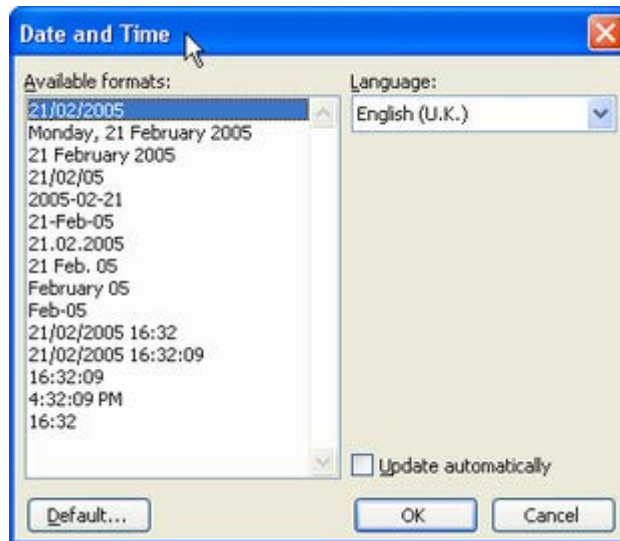 Date and Time
Available formats:
21/02/2005
Monday, 21 February 2005
21 February 2005
21/02/05
2005-02-21
21-Feb-05
21.02.2005
21 Feb. 05
February 05
Feb-05
21/02/2005 16:32
21/02/2005 16:32:09
16:32:09
4:32:09 PM
16:32
Language:
English (U.K.)
Update automatically
Default...
OK
Cancel